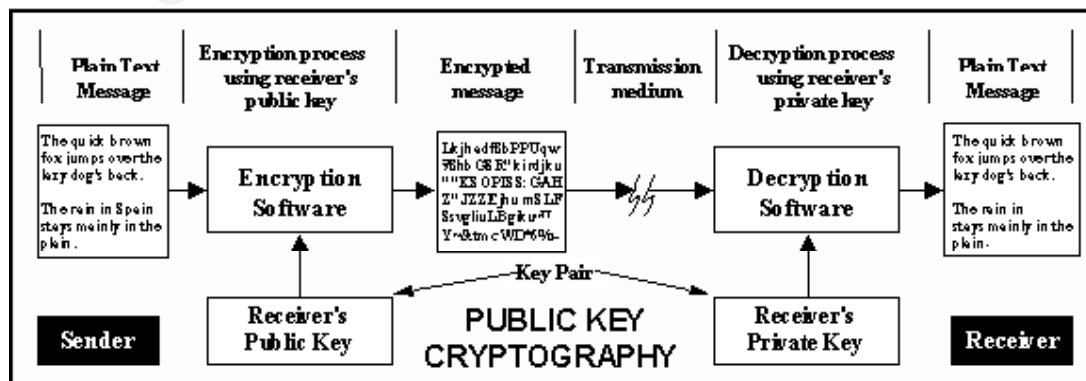 Plain Text
Message
Encryption process
using receiver's
public key
Encrypted
message
Transmission
medium
Decryption process
using receiver's
private key
Plain Text
Message
The quick brown
fox jumps over the
lazy dog's back.
The rain in Spain
stays mainly in the
plain.
Encryption
Software
Decryption
Software
The quick brown
fox jumps over the
lazy dog's back.
The rain in
stays mainly in the
plain.
Key Pair
Sender
Receiver's
Public Key
PUBLIC KEY
CRYPTOGRAPHY
Receiver's
Private Key
Receiver